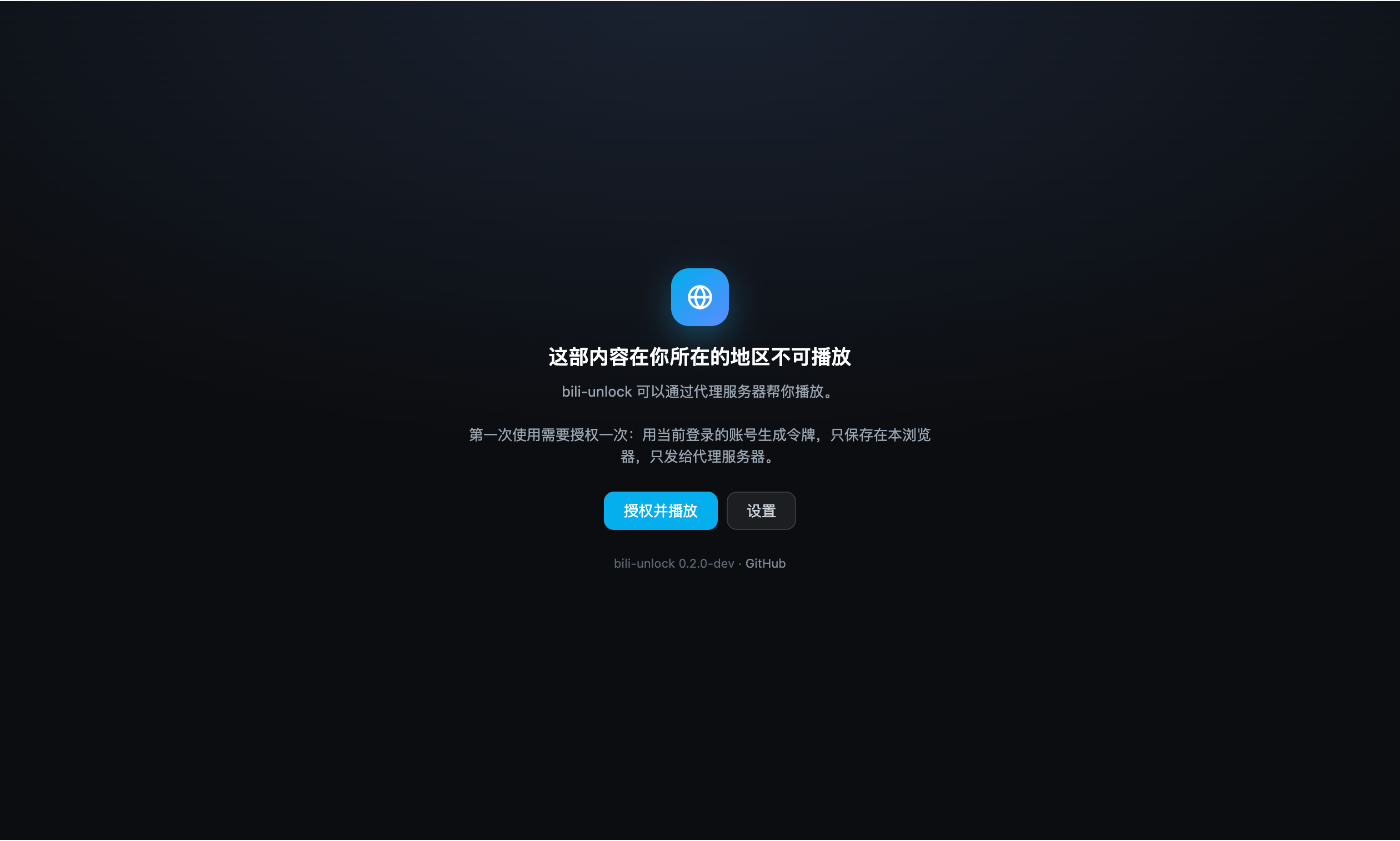 这部内容在你所在的地区不可播放
bili-unlock 可以通过代理服务器帮你播放。
第一次使用需要授权一次：用当前登录的账号生成令牌，只保存在本浏览
器，只发给代理服务器。
授权并播放
设置
bili-unlock 0.2.0-dev · GitHub